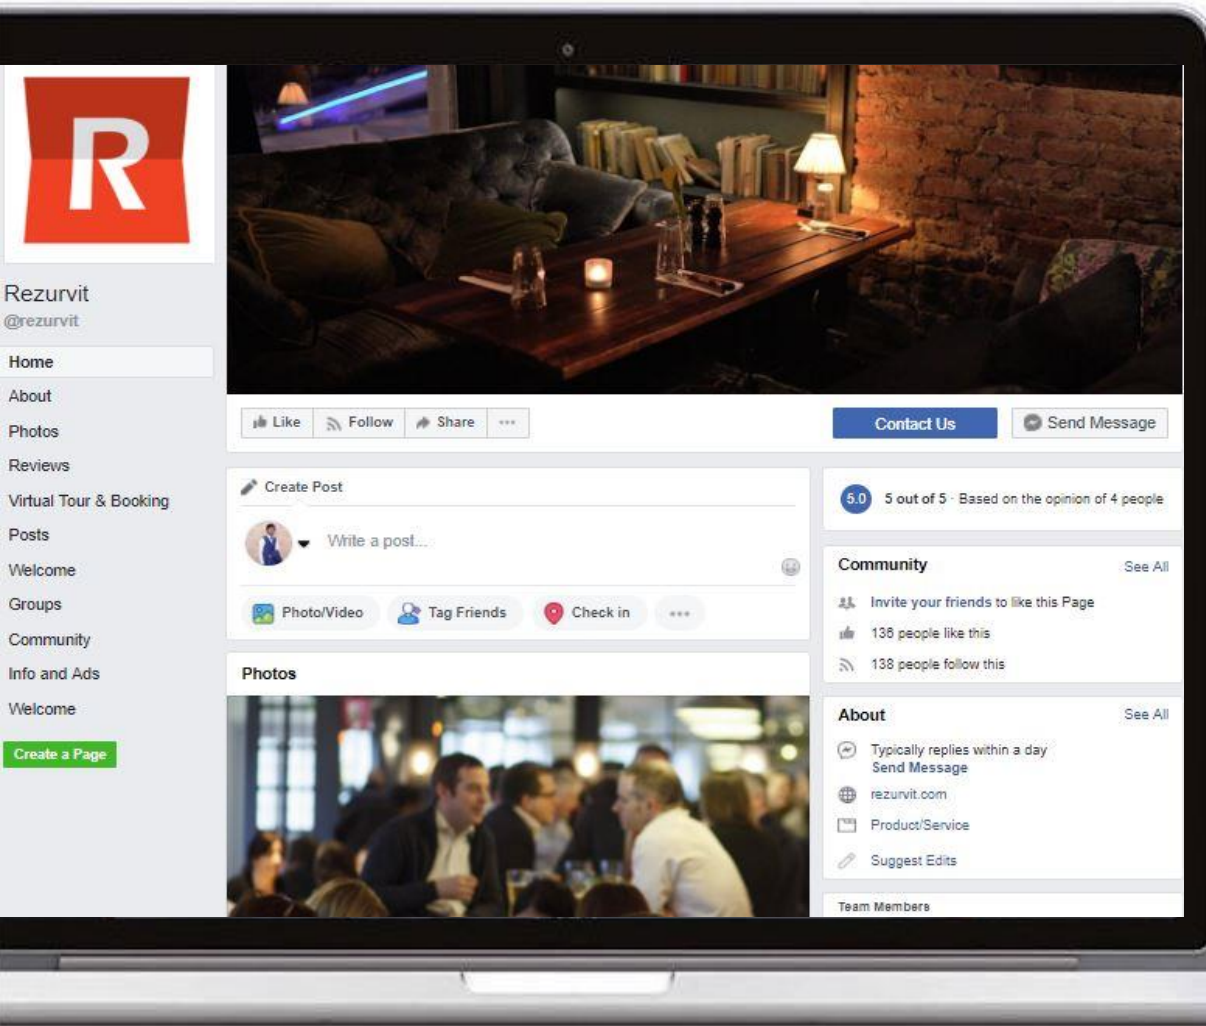 R
Rezurvit
@rezurvit
Home
About
Photos
Reviews
Virtual Tour & Booking
Posts
Welcome
Groups
Community
Info and Ads
Welcome
Create a Page
Like Follow Share
Contact Us Send Message
Create Post
Write a post...
Photo/Video Tag Friends Check in
Photos
5.0 5 out of 5 · Based on the opinion of 4 people
Community See All
Invite your friends to like this Page
136 people like this
138 people follow this
About See All
Typically replies within a day
Send Message
rezurvit.com
Product/Service
Suggest Edits
Team Members